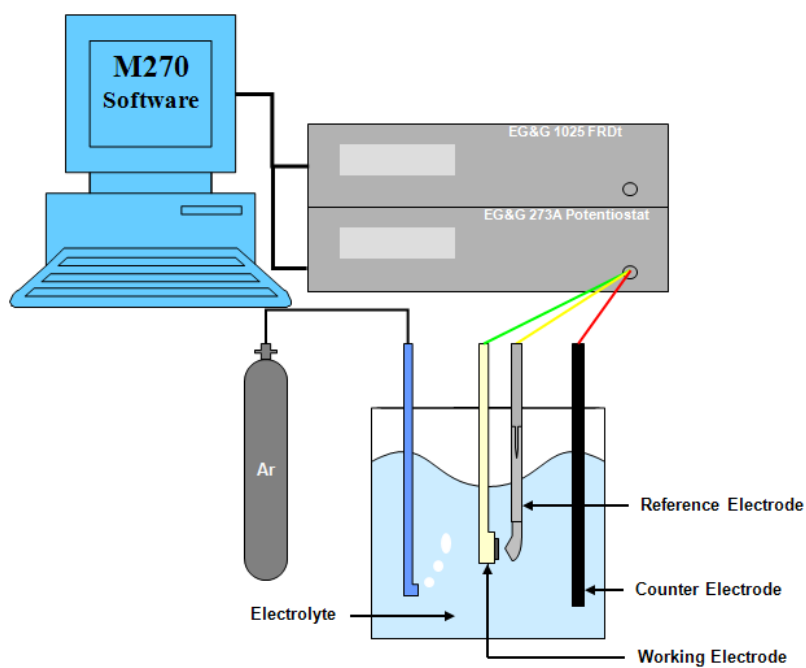 M270
Software
EG&G 1025 FRDt
EG&G 273A Potentiostat
Ar
Reference Electrode
Counter Electrode
Electrolyte
Working Electrode